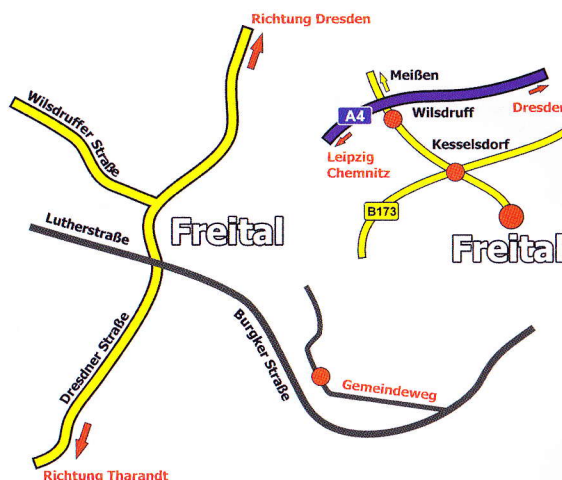 Richtung Dresden
Wilsdruffer Straße
Lutherstraße
Freital
Dresdner Straße
Burgker Straße
Gemeindeweg
Richtung Tharandt
Meißen
A4
Wilsdruff
Dresden
Leipzig
Chemnitz
Kesselsdorf
B173
Freital